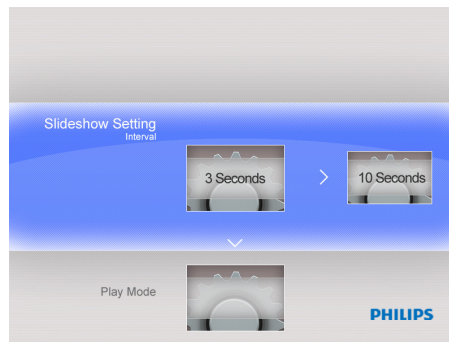 Slideshow Setting
Interval
3 Seconds
10 Seconds
Play Mode
PHILIPS